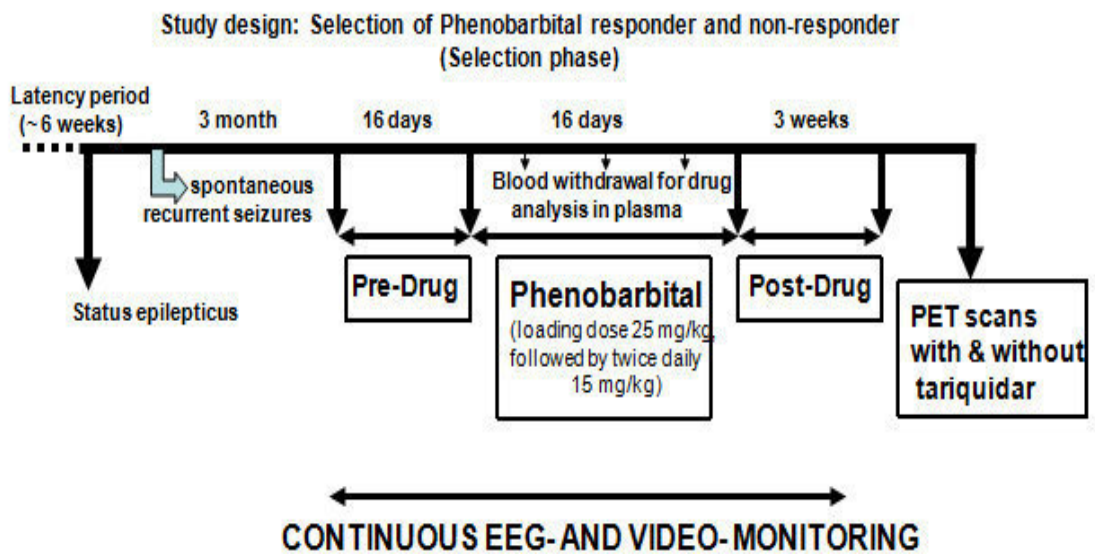 Study design: Selection of Phenobarbital responder and non-responder
(Selection phase)
Latency period
(~ 6 weeks)
3 month
16 days
16 days
3 weeks
spontaneous
recurrent seizures
Blood withdrawal for drug
analysis in plasma
Status epilepticus
Pre-Drug
Phenobarbital
(loading dose 25 mg/kg,
followed by twice daily
15 mg/kg)
Post-Drug
PET scans
with & without
tariquidar
CONTINUOUS EEG- AND VIDEO- MONITORING